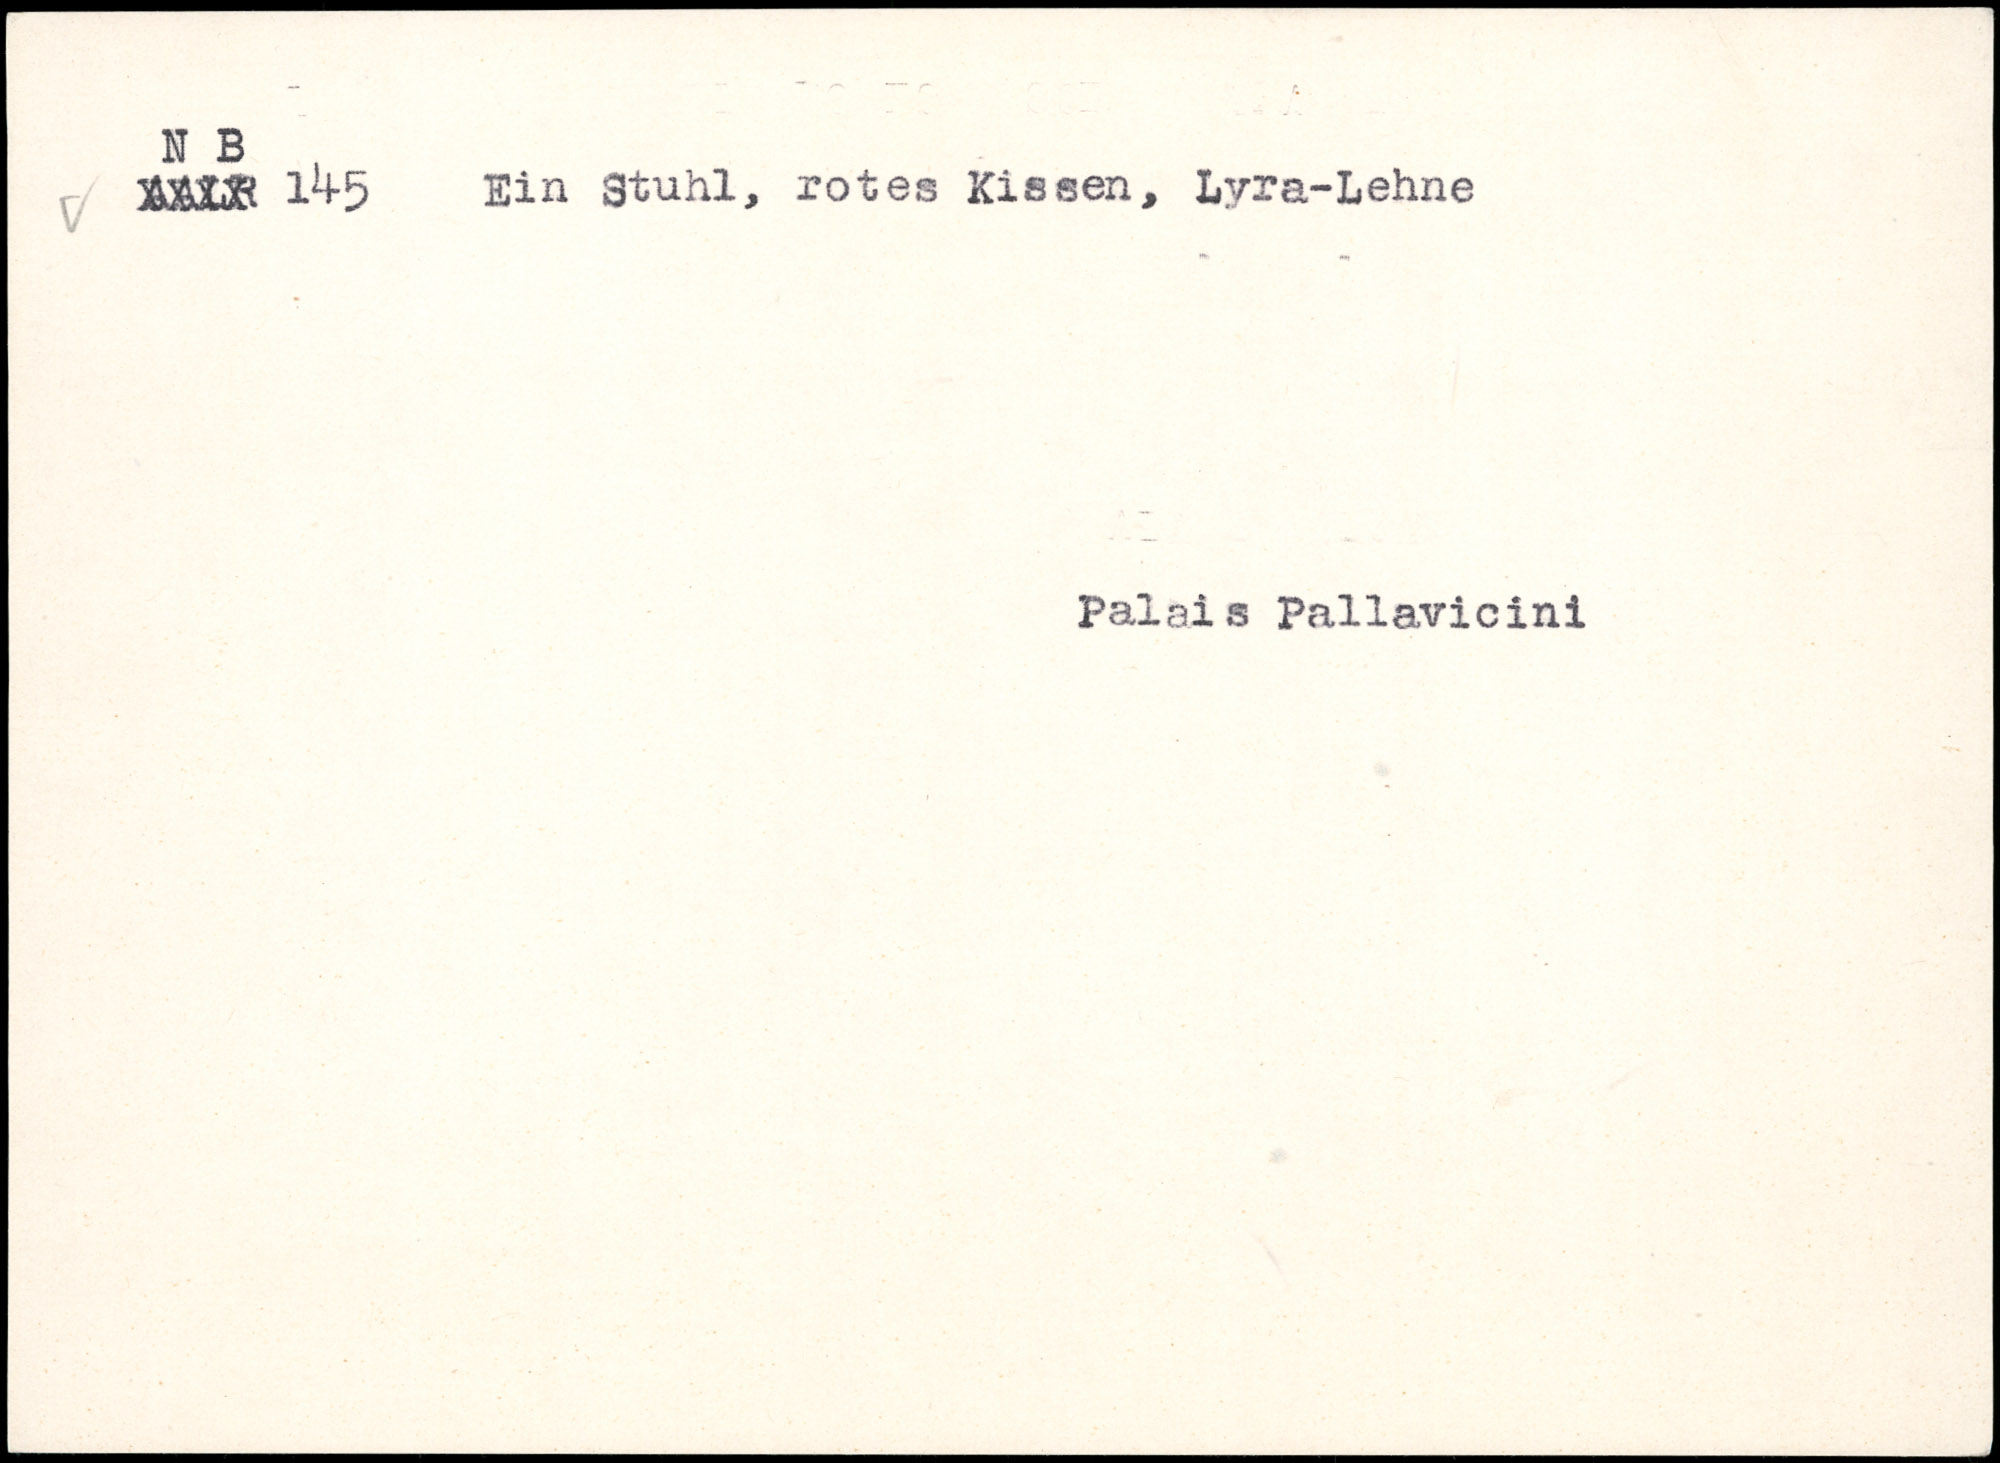 N B
145 Ein Stuhl, rotes Kissen, Lyra-Lehne
Palais Pallavicini